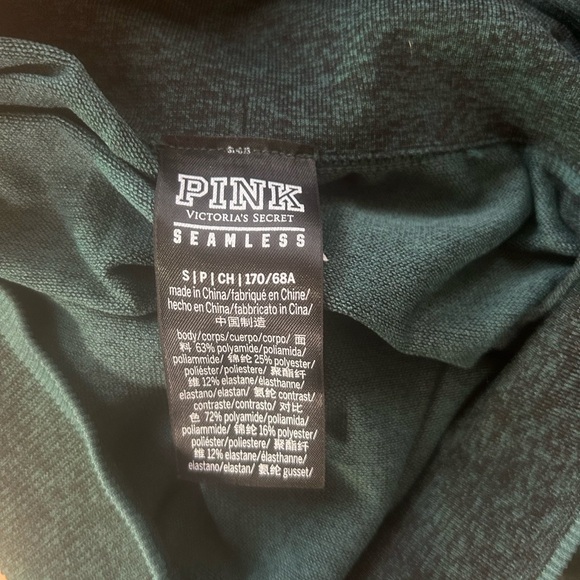 PINK
VICTORIA'S SECRET
SEAMLESS
S|P|CH|170/68A
made in China/fabriqué en Chine/
hecho en China/fabbricato in Cina/
中国制造
body/corps/cuerpo/corpo/ 面
料 63% polyamide/poliamida/
poliammide/ 锦纶 25% polyester/
poliéster/poliestere/ 聚酯纤
维 12% elastane/élasthanne/
elastano/elastan/ 氨纶 contrast/
contraste/contrasto/ 对比
色 72% polyamide/poliamida/
poliammide/ 锦纶 16% polyester/
poliéster/poliestere/ 聚酯纤
维 12% elastane/élasthanne/
elastano/elastan/ 氨纶 gusset/